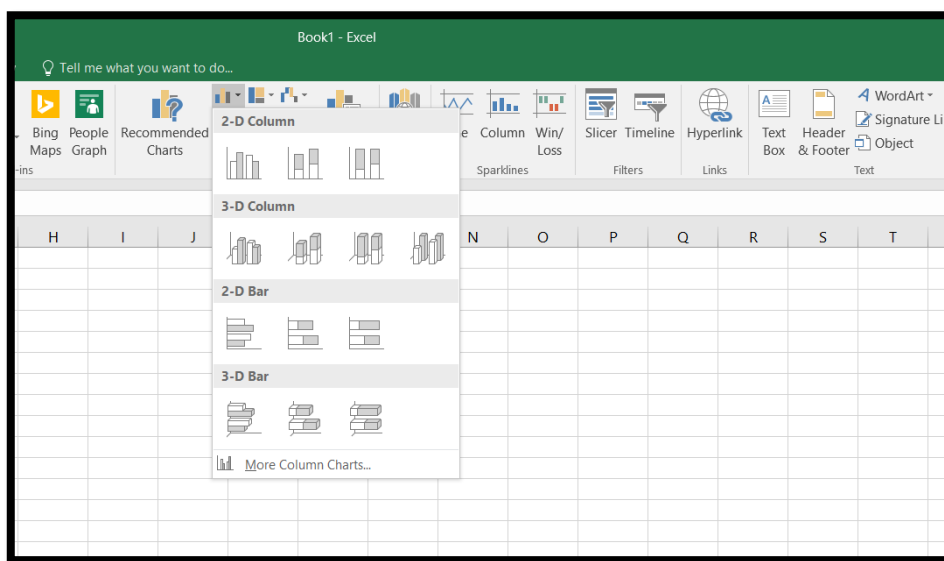 Book1 - Excel
Tell me what you want to do...
Bing Maps
People Graph
Recommended Charts
e
Column
Win/ Loss
Slicer
Timeline
Hyperlink
Text Box
Header & Footer
WordArt
Signature Li
Object
-ins
Sparklines
Filters
Links
Text
2-D Column
3-D Column
2-D Bar
3-D Bar
More Column Charts...
H I J N O P Q R S T